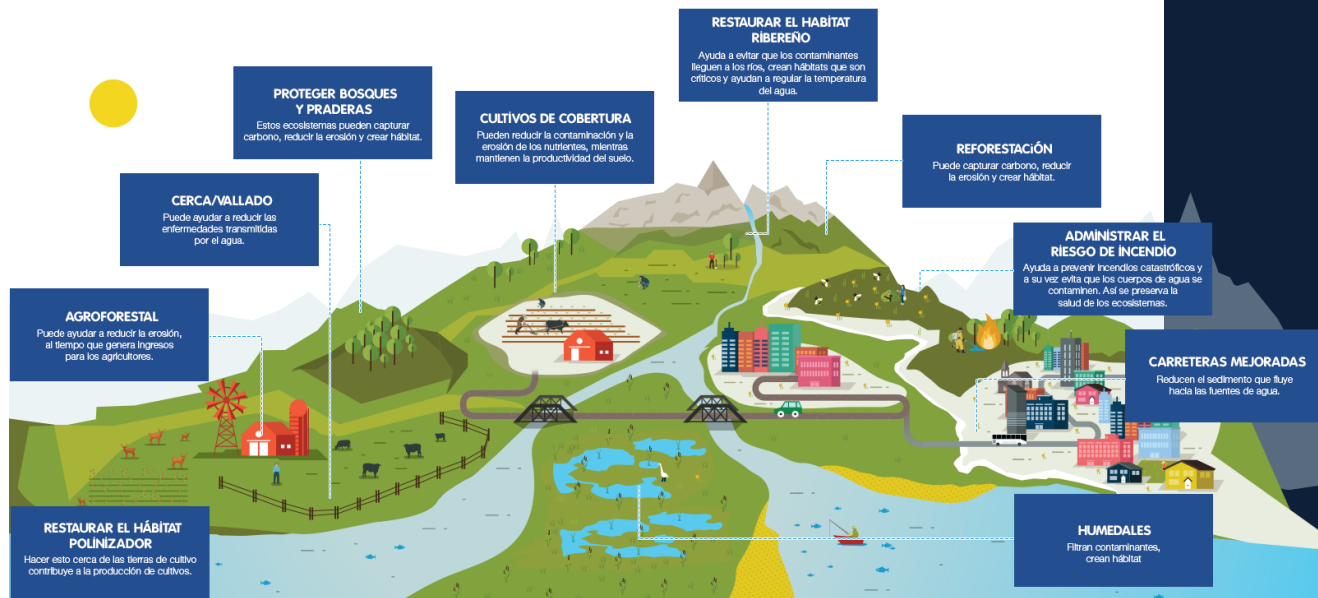 RESTAURAR EL HABITAT
RIBEREÑO
Ayuda a evitar que los contaminantes
lleguen a los ríos, crean hábitats que son
críticos y ayudan a regular la temperatura
del agua.
PROTEGER BOSQUES
Y PRADERAS
Estos ecosistemas pueden capturar
carbono, reducir la erosión y crear hábitat.
CULTIVOS DE COBERTURA
Pueden reducir la contaminación y la
erosión de los nutrientes, mientras
mantienen la productividad del suelo.
REFORESTACIÓN
Puede capturar carbono, reducir
la erosión y crear hábitat.
CERCA/VALLADO
Puede ayudar a reducir las
enfermedades transmitidas
por el agua.
ADMINISTRAR EL
RIESGO DE INCENDIO
Ayuda a prevenir incendios catastróficos y
a su vez evita que los cuerpos de agua se
contaminen. Así se preserva la
salud de los ecosistemas.
AGROFORESTAL
Puede ayudar a reducir la erosión,
al tiempo que genera ingresos
para los agricultores.
CARRETERAS MEJORADAS
Reducen el sedimento que fluye
hacia las fuentes de agua.
RESTAURAR EL HÁBITAT
POLINIZADOR
Hacer esto cerca de las tierras de cultivo
contribuye a la producción de cultivos.
HUMEDALES
Filtran contaminantes,
crean hábitat